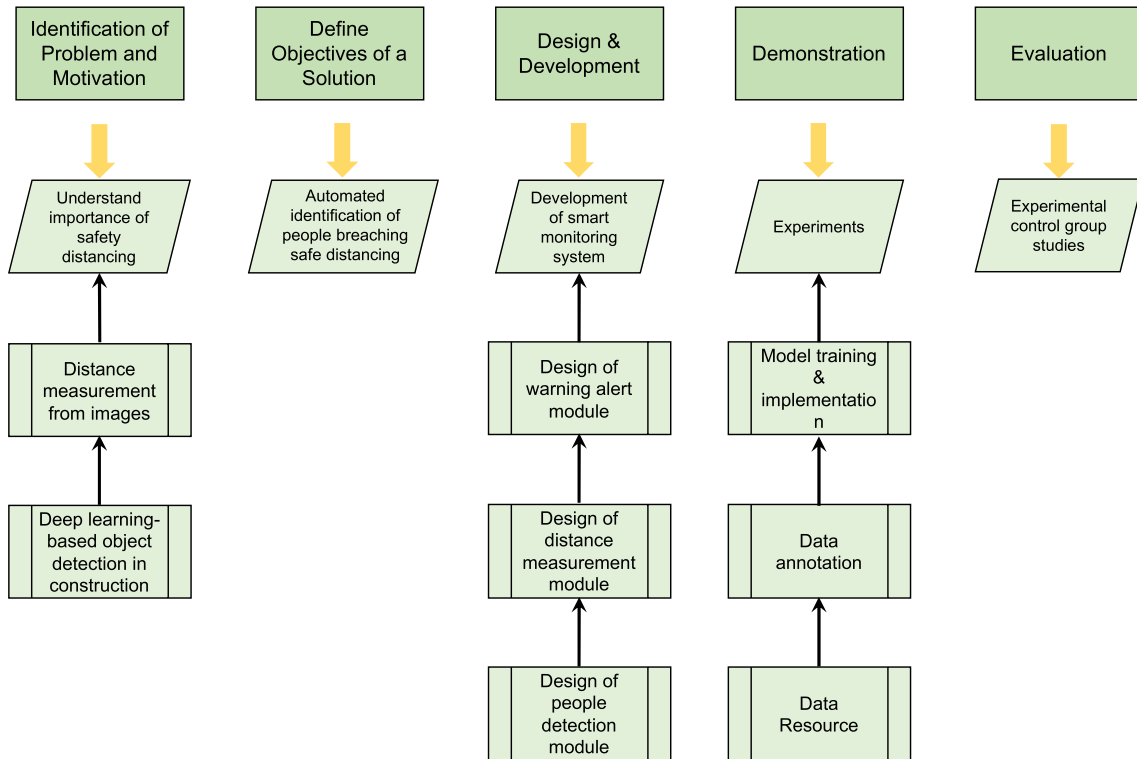 Identification of
Problem and
Motivation
Define
Objectives of a
Solution
Design &
Development
Demonstration
Evaluation
Understand
importance of
safety
distancing
Automated
identification of
people breaching
safe distancing
Development
of smart
monitoring
system
Experiments
Experimental
control group
studies
Distance
measurement
from images
Design of
warning alert
module
Model training
&
implementatio
n
Deep learning-
based object
detection in
construction
Design of
distance
measurement
module
Data
annotation
Design of
people
detection
module
Data
Resource